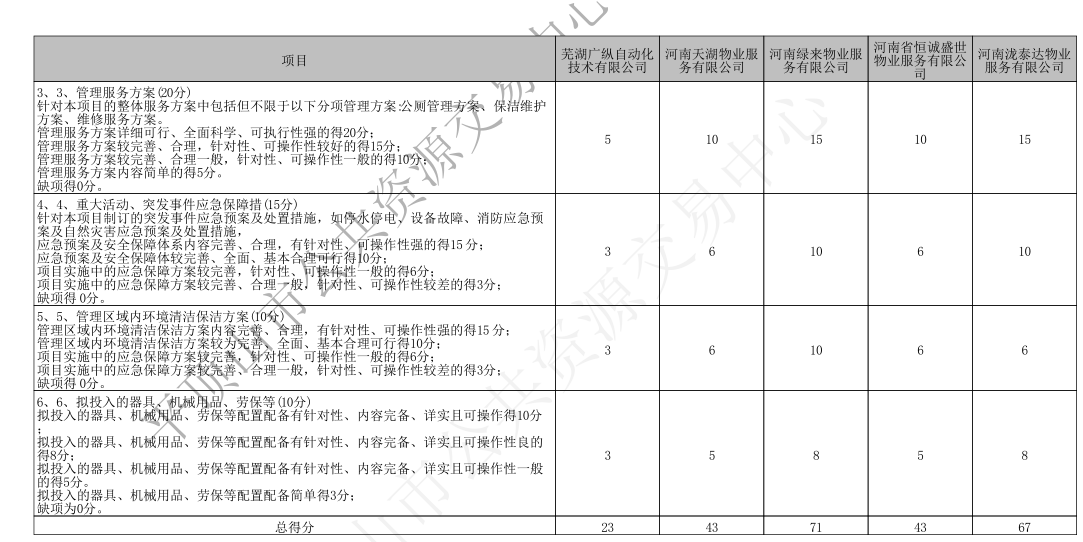 项目
芜湖广纵自动化
技术有限公司
河南天湖物业服
务有限公司
河南绿来物业服
务有限公司
河南省恒诚盛世
物业服务有限公
司
河南泷泰达物业
服务有限公司
3、3、管理服务方案(20分)
针对本项目的整体服务方案中包括但不限于以下分项管理方案:公厕管理方案、保洁维护
方案、维修服务方案。
管理服务方案详细可行、全面科学、可执行性强的得20分;
管理服务方案较完善、合理，针对性、可操作性较好的得15分;
管理服务方案较完善、合理一般，针对性、可操作性一般的得10分;
管理服务方案内容简单的得5分。
缺项得0分。
5
10
15
10
15
4、4、重大活动、突发事件应急保障措(15分)
针对本项目制订的突发事件应急预案及处置措施，如停水停电、设备故障、消防应急预
案及自然灾害应急预案及处置措施，
应急预案及安全保障体系内容完善、合理，有针对性、可操作性强的得15 分;
应急预案及安全保障体较完善、全面、基本合理可行得10分;
项目实施中的应急保障方案较完善，针对性、可操作性一般的得6分;
项目实施中的应急保障方案较完善、合理一般，针对性、可操作性较差的得3分;
缺项得 0分。
3
6
10
6
10
5、5、管理区域内环境清洁保洁方案(10分)
管理区域内环境清洁保洁方案内容完善、合理，有针对性、可操作性强的得15 分;
管理区域内环境清洁保洁方案较为完善、全面、基本合理可行得10分;
项目实施中的应急保障方案较完善，针对性、可操作性一般的得6分;
项目实施中的应急保障方案较完善、合理一般，针对性、可操作性较差的得3分;
缺项得 0分。
3
6
10
6
6
6、6、拟投入的器具、机械用品、劳保等(10分)
拟投入的器具、机械用品、劳保等配置配备有针对性、内容完备、详实且可操作得10分
;
拟投入的器具、机械用品、劳保等配置配备有针对性、内容完备、详实且可操作性良的
得8分;
拟投入的器具、机械用品、劳保等配置配备有针对性、内容完备、详实且可操作性一般
的得5分。
拟投入的器具、机械用品、劳保等配置配备简单得3分;
缺项为0分。
3
5
8
5
8
总得分
23
43
71
43
67
平顶山市公共资源交易中心
山市公共资源交易中心